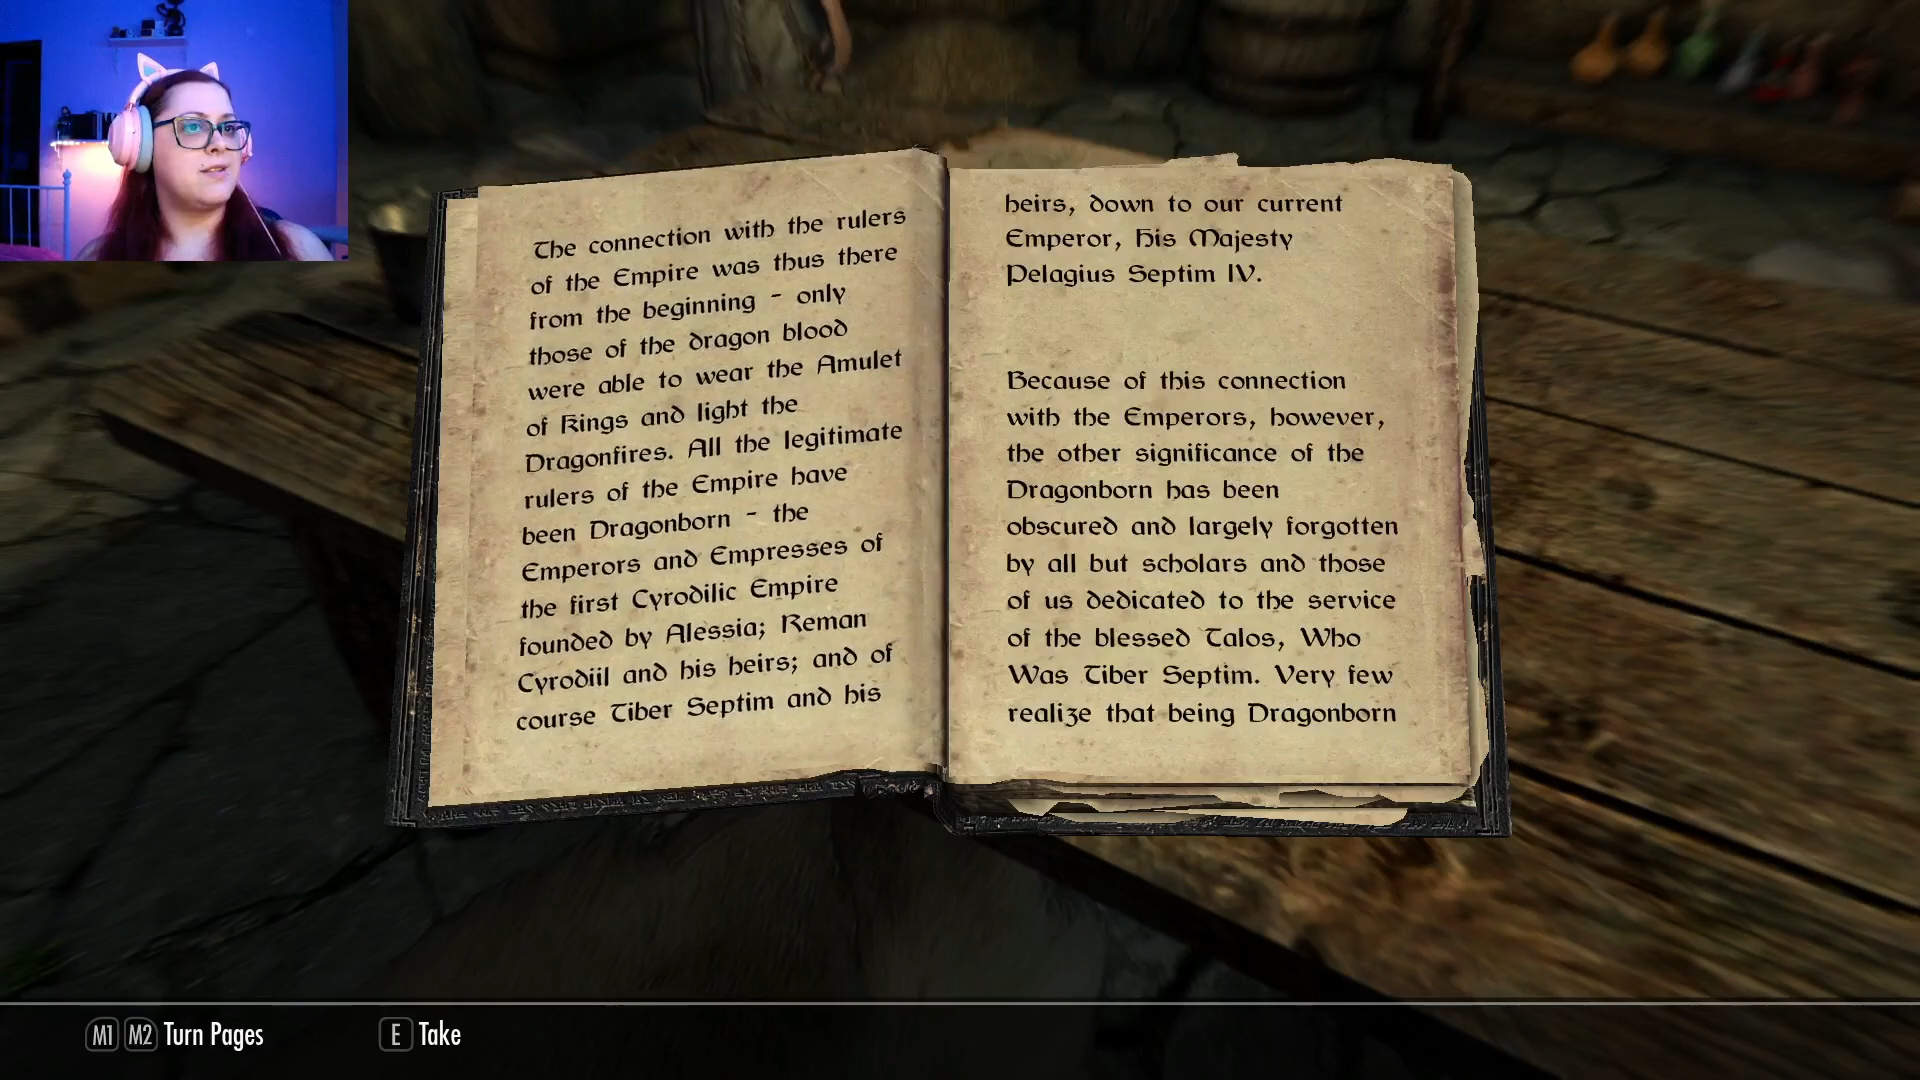 The connection with the rulers
of the Empire was thus there
from the beginning - only
those of the dragon blood
were able to wear the Amulet
of Kings and light the
Dragonfires. All the legitimate
rulers of the Empire have
been Dragonborn - the
Emperors and Empresses of
the first Cyrodilic Empire
founded by Alessia; Reman
Cyrodiil and his heirs; and of
course Tiber Septim and his
heirs, down to our current
Emperor, His Majesty
Pelagius Septim IV.
Because of this connection
with the Emperors, however,
the other significance of the
Dragonborn has been
obscured and largely forgotten
by all but scholars and those
of us dedicated to the service
of the blessed Talos, Who
Was Tiber Septim. Very few
realize that being Dragonborn
M1 M2 Turn Pages E Take